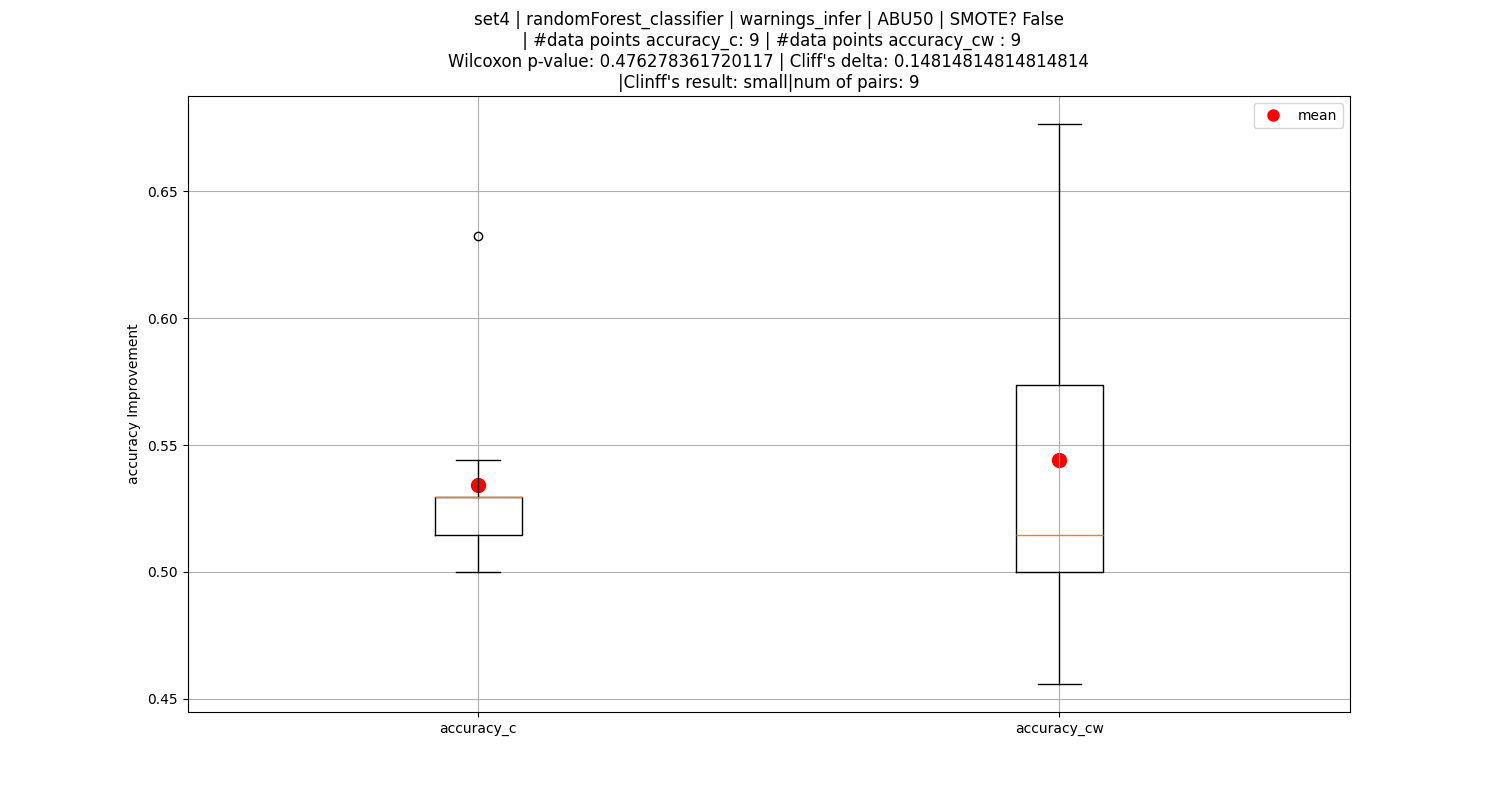 set4 | randomForest_classifier | warnings_infer | ABU50 | SMOTE? False
| #data points accuracy_c: 9 | #data points accuracy_cw : 9
Wilcoxon p-value: 0.476278361720117 | Cliff's delta: 0.14814814814814814
|Clinff's result: small|num of pairs: 9
mean
accuracy Improvement
0.65
0.60
0.55
0.50
0.45
accuracy_c
accuracy_cw